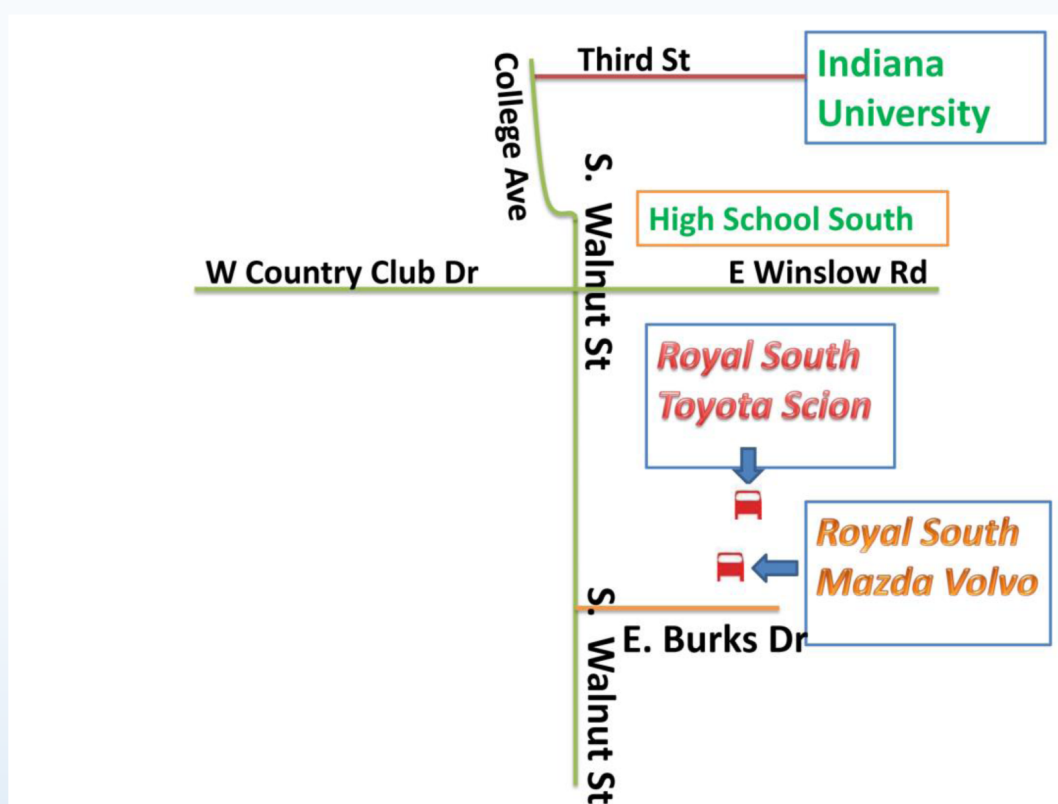 Third St
Indiana
University
College Ave
S. Walnut St
High School South
W Country Club Dr
E Winslow Rd
Royal South
Toyota Scion
Royal South
Mazda Volvo
E. Burks Dr
S. Walnut St